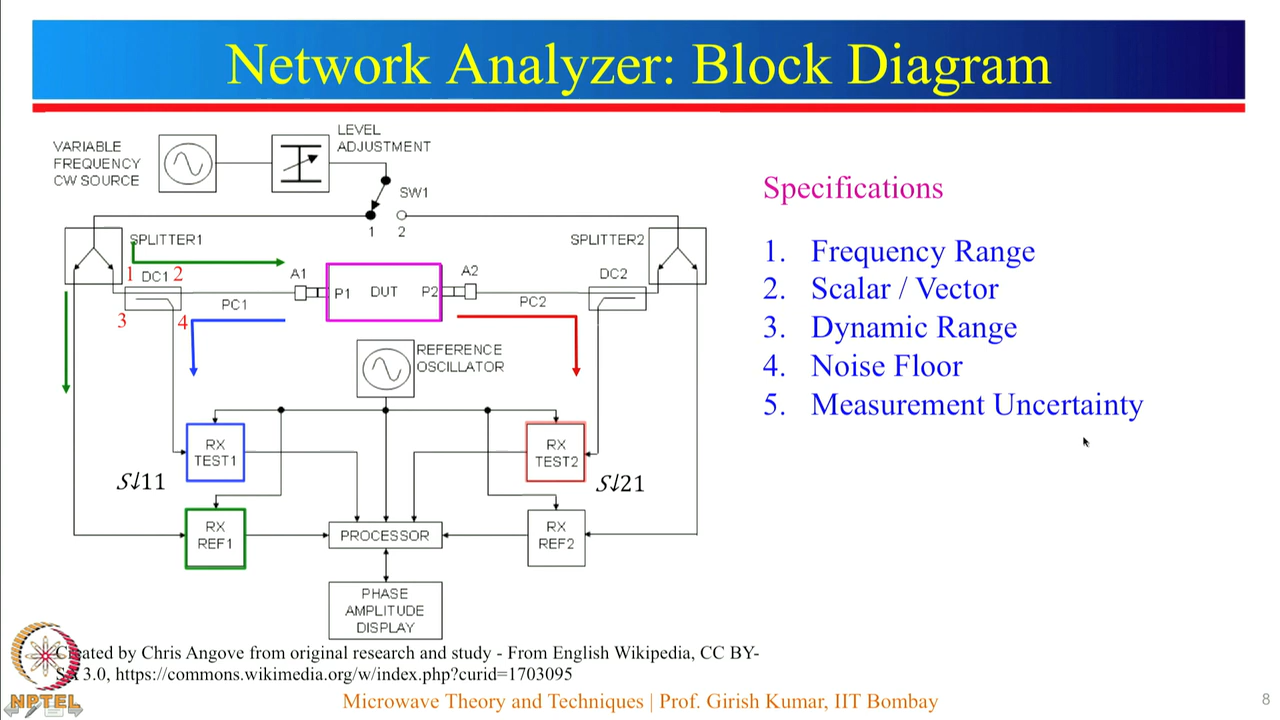 Network Analyzer: Block Diagram
VARIABLE
FREQUENCY
CW SOURCE
LEVEL
ADJUSTMENT
SW1
1 2
SPLITTER1
SPLITTER2
1 DC1 2
3
4
PC1
A1
P1 DUT P2
A2
PC2
DC2
REFERENCE
OSCILLATOR
RX
TEST1
RX
TEST2
S↓11
S↓21
RX
REF1
PROCESSOR
RX
REF2
PHASE
AMPLITUDE
DISPLAY
Specifications
1. Frequency Range
2. Scalar / Vector
3. Dynamic Range
4. Noise Floor
5. Measurement Uncertainty
Created by Chris Angove from original research and study - From English Wikipedia, CC BY-
SA 3.0, https://commons.wikimedia.org/w/index.php?curid=1703095
NPTEL
Microwave Theory and Techniques | Prof. Girish Kumar, IIT Bombay
8